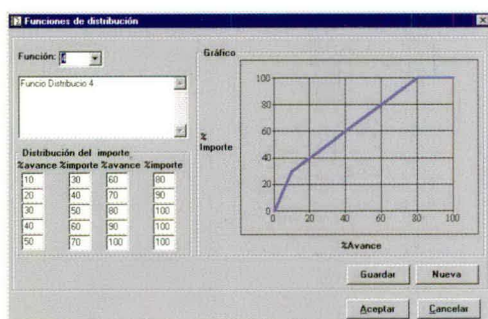 Funciones de distribución
Función: 4
Funcio Distribucio 4
Distribución del importe
%avance %importe %avance %importe
10 30 60 80
20 40 70 90
30 50 80 100
40 60 90 100
50 70 100 100
Gráfico
% Importe
100
80
60
40
20
0
0 20 40 60 80 100
%Avance
Guardar Nueva
Aceptar Cancelar